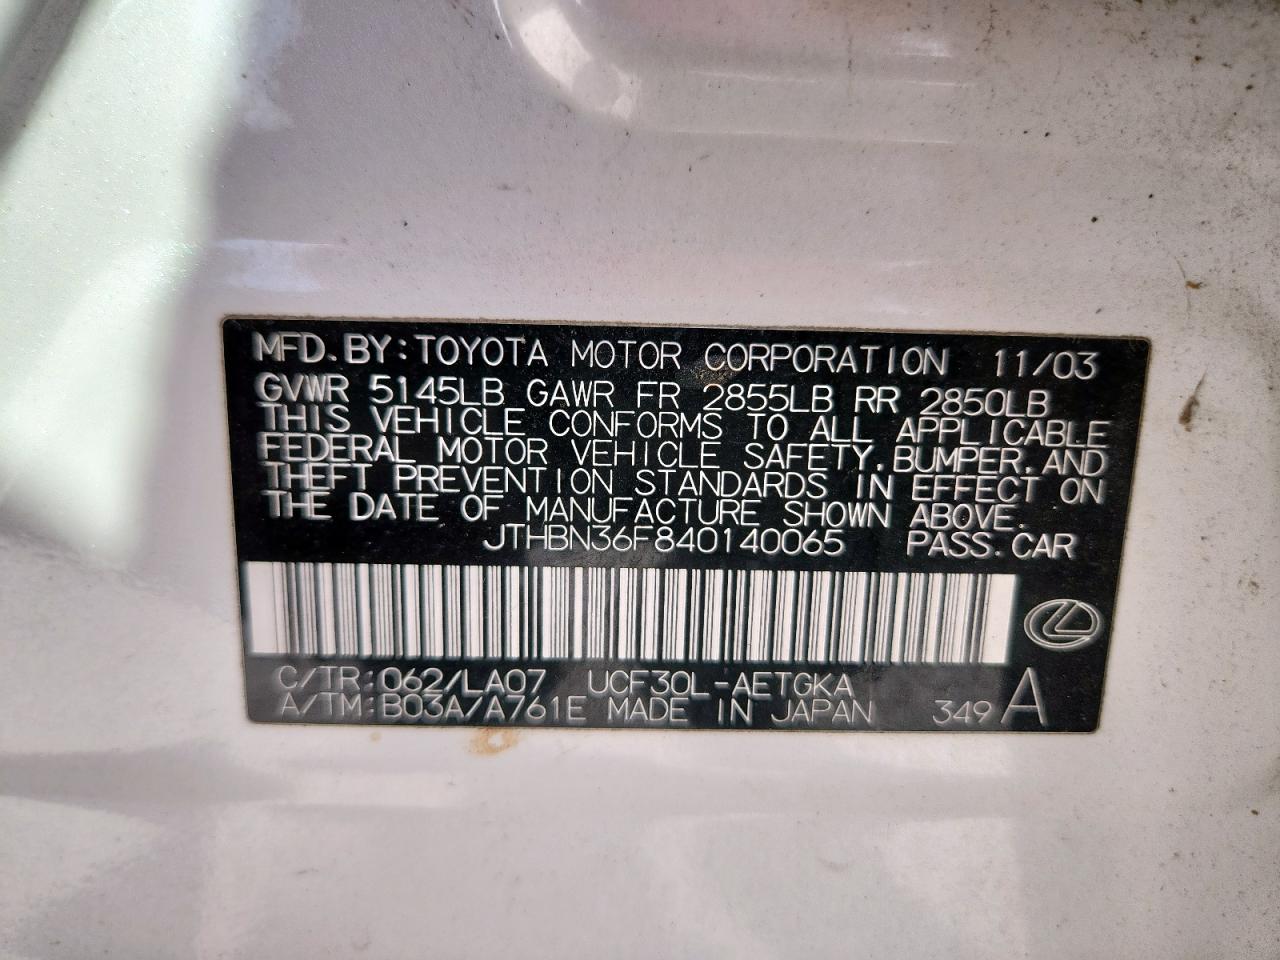 MFD.BY:TOYOTA MOTOR CORPORATION 11/03
GVWR 5145LB GAWR FR 2855LB RR 2850LB
THIS VEHICLE CONFORMS TO ALL APPLICABLE
FEDERAL MOTOR VEHICLE SAFETY,BUMPER,AND
THEFT PREVENTION STANDARDS IN EFFECT ON
THE DATE OF MANUFACTURE SHOWN ABOVE.
JTHBN36F840140065 PASS.CAR
C/TR:062/LA07 UCF30L-AETGKA
A/TM:B03A/A761E MADE IN JAPAN 349 A